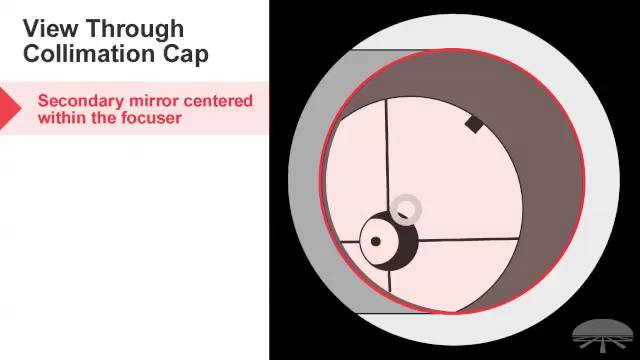 View Through
Collimation Cap
Secondary mirror centered
within the focuser